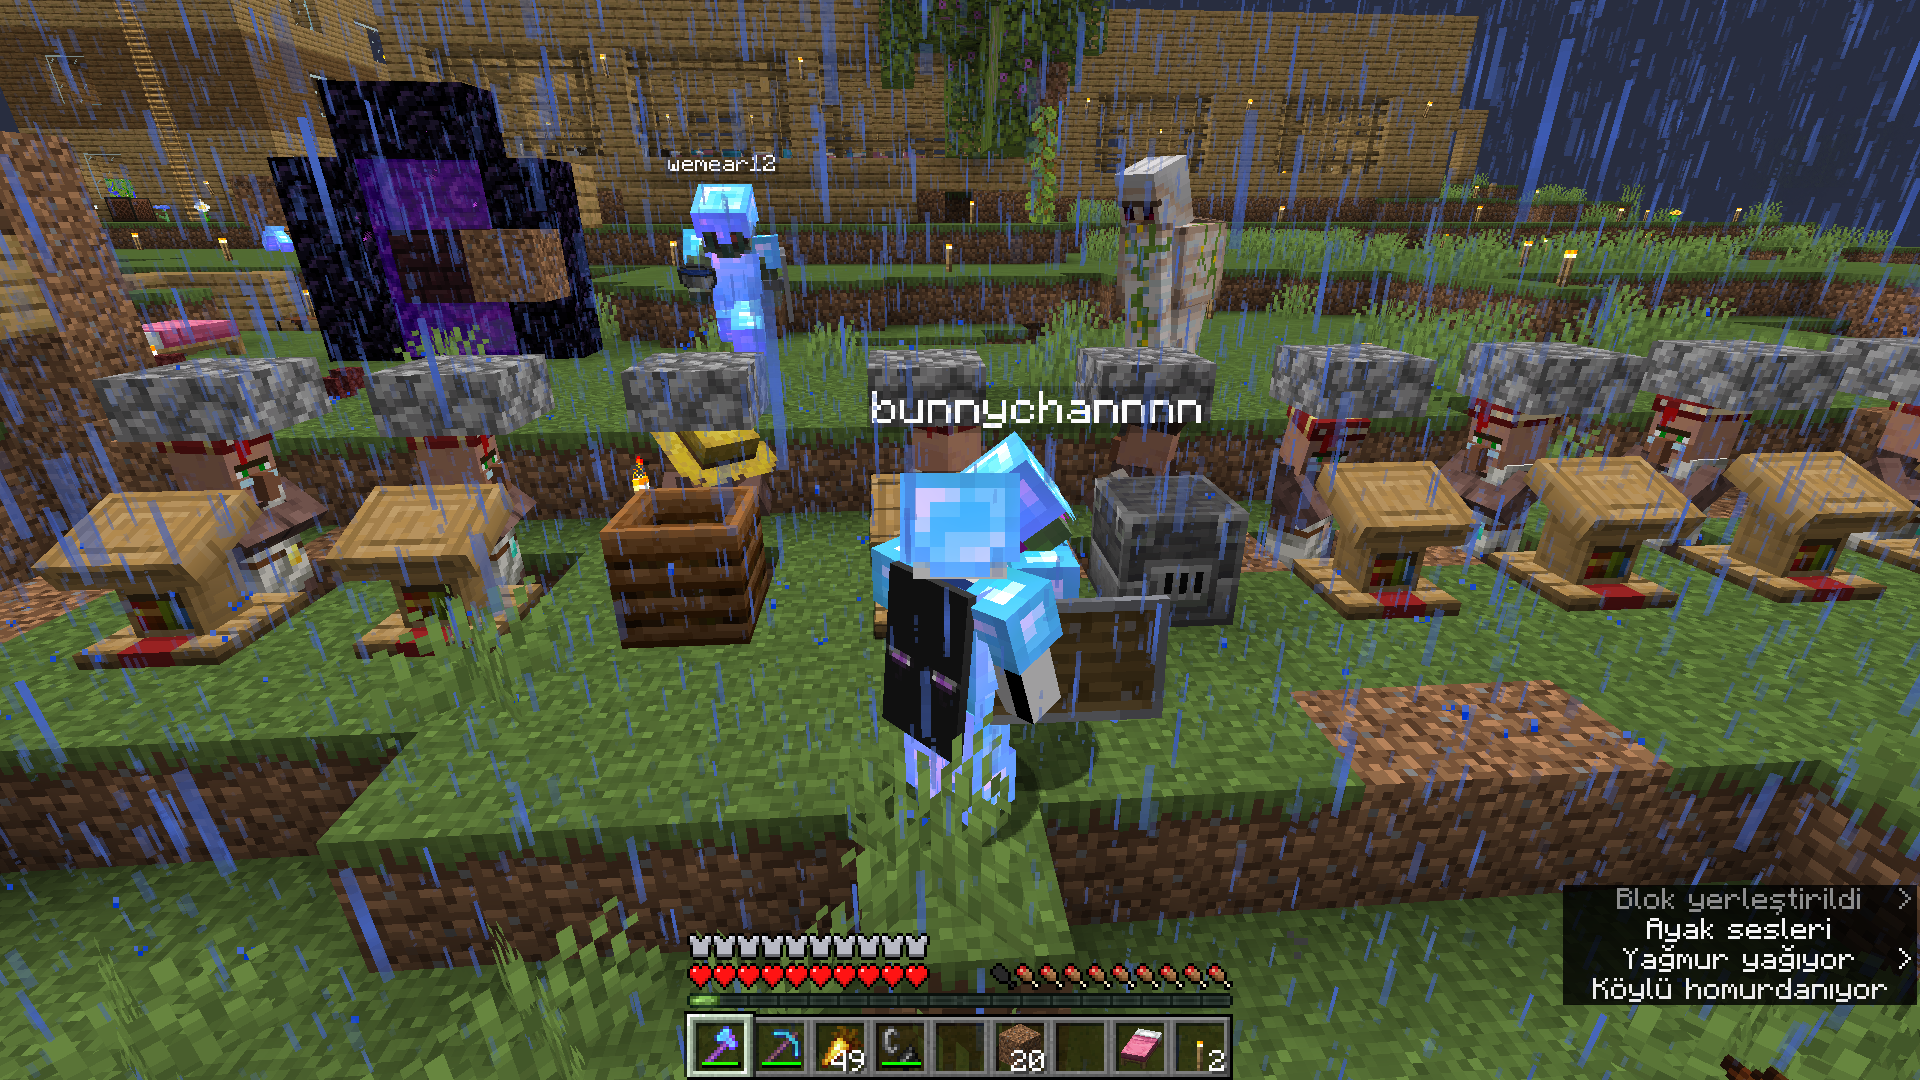 wemear12
bunnychannnn
Blok yerleştirildi >
Ayak sesleri
Yağmur yağıyor >
Köylü homurdanıyor
49
20
2